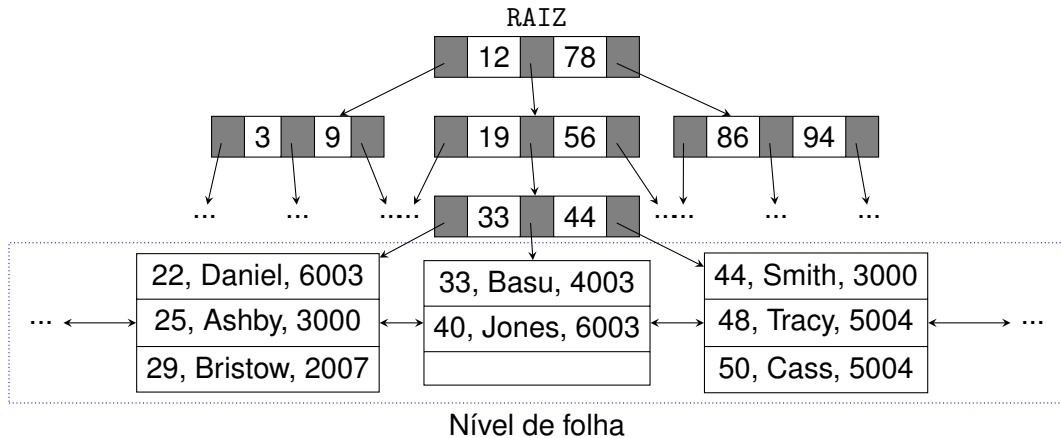 RAIZ
12 78
3 9 19 56 86 94
... ... ...... ...... ... ...
33 44
22, Daniel, 6003 33, Basu, 4003 44, Smith, 3000
... 25, Ashby, 3000 40, Jones, 6003 48, Tracy, 5004 ...
29, Bristow, 2007 50, Cass, 5004
Nível de folha